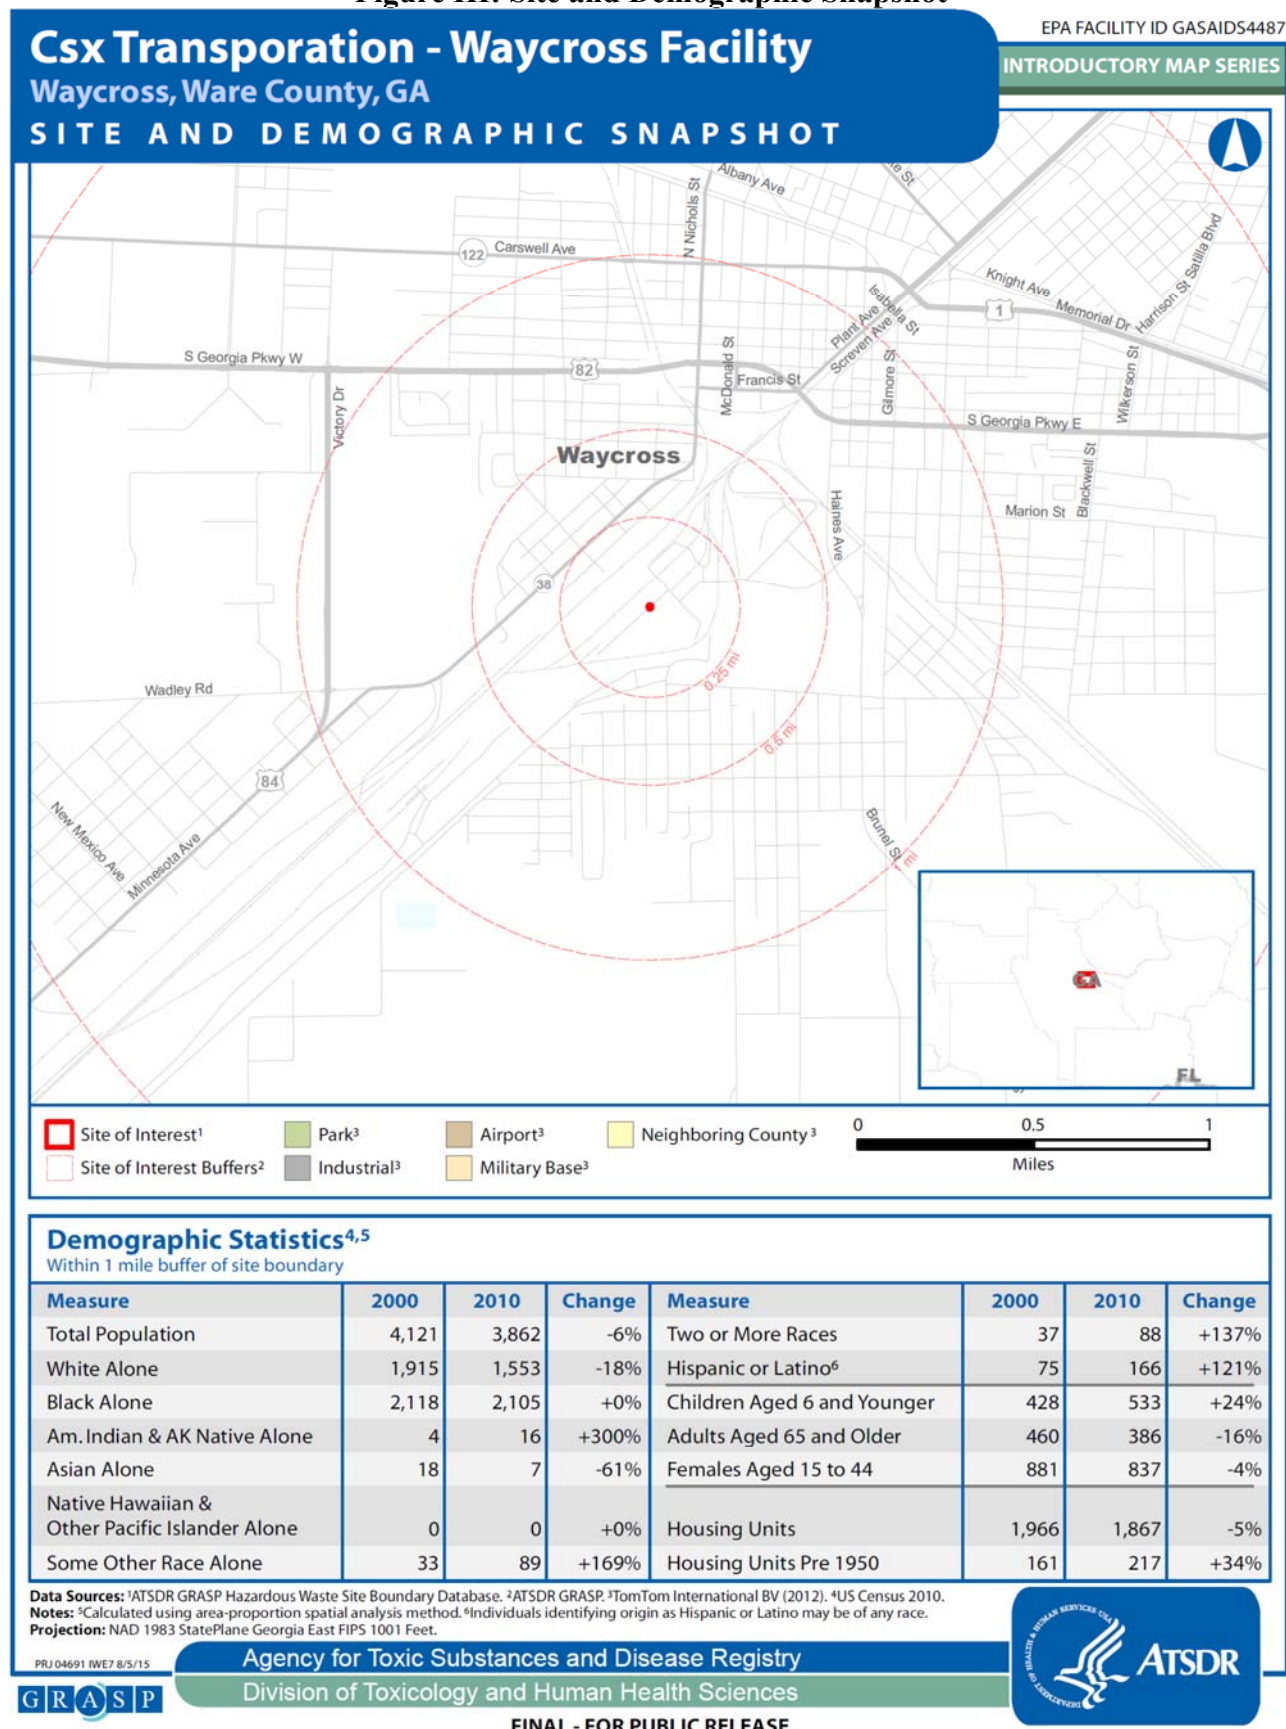 Figure III: Site and Demographic Snapshot
EPA FACILITY ID GASAIDS4487
Csx Transporation - Waycross Facility
Waycross, Ware County, GA
SITE AND DEMOGRAPHIC SNAPSHOT
INTRODUCTORY MAP SERIES
Albany Ave
te St
N Nicholls St
122
Carswell Ave
Satilla Blvd
Harrison St
Knight Ave
Memorial Dr
1
Isabella St
Plant Ave
Screven Ave
S Georgia Pkwy W
82
McDonald St
Francis St
Gilmore St
Wilkerson St
Victory Dr
S Georgia Pkwy E
Waycross
Blackwell St
Haines Ave
Marion St
38
0.25 mi
Wadley Rd
0.5 mi
84
New Mexico Ave
Minnesota Ave
Brunel St
1 mi
GA
FL
Site of Interest¹
Park³
Airport³
Neighboring County³
0 0.5 1
Site of Interest Buffers²
Industrial³
Military Base³
Miles
Demographic Statistics⁴,⁵
Within 1 mile buffer of site boundary
Measure 2000 2010 Change Measure 2000 2010 Change
Total Population 4,121 3,862 -6% Two or More Races 37 88 +137%
White Alone 1,915 1,553 -18% Hispanic or Latino⁶ 75 166 +121%
Black Alone 2,118 2,105 +0% Children Aged 6 and Younger 428 533 +24%
Am. Indian & AK Native Alone 4 16 +300% Adults Aged 65 and Older 460 386 -16%
Asian Alone 18 7 -61% Females Aged 15 to 44 881 837 -4%
Native Hawaiian &
Other Pacific Islander Alone 0 0 +0% Housing Units 1,966 1,867 -5%
Some Other Race Alone 33 89 +169% Housing Units Pre 1950 161 217 +34%
Data Sources: ¹ATSDR GRASP Hazardous Waste Site Boundary Database. ²ATSDR GRASP. ³TomTom International BV (2012). ⁴US Census 2010.
Notes: ⁵Calculated using area-proportion spatial analysis method. ⁶Individuals identifying origin as Hispanic or Latino may be of any race.
Projection: NAD 1983 StatePlane Georgia East FIPS 1001 Feet.
PRJ 04691 IWE7 8/5/15
Agency for Toxic Substances and Disease Registry
Division of Toxicology and Human Health Sciences
GRASP
DEPARTMENT OF HEALTH & HUMAN SERVICES·USA
ATSDR
FINAL - FOR PUBLIC RELEASE